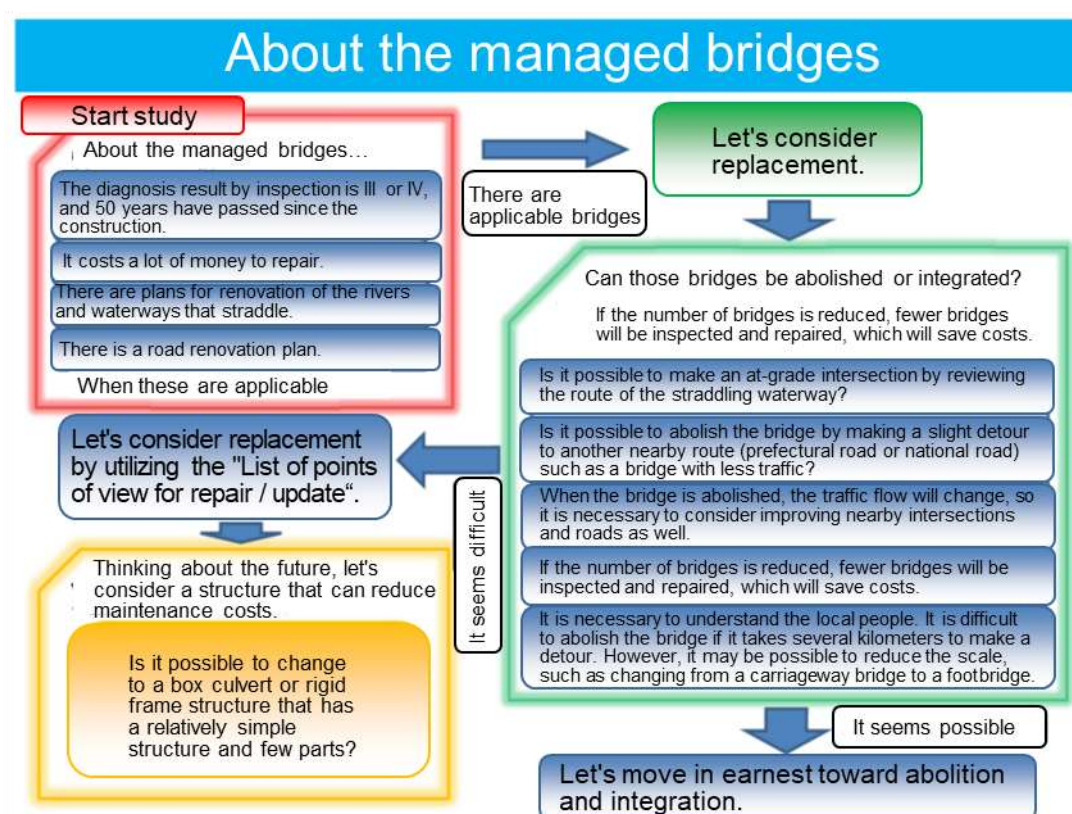 About the managed bridges
Start study
About the managed bridges...
The diagnosis result by inspection is III or IV,
and 50 years have passed since the
construction.
It costs a lot of money to repair.
There are plans for renovation of the rivers
and waterways that straddle.
There is a road renovation plan.
When these are applicable
There are
applicable bridges
Let's consider
replacement.
Can those bridges be abolished or integrated?
If the number of bridges is reduced, fewer bridges
will be inspected and repaired, which will save costs.
Is it possible to make an at-grade intersection by reviewing
the route of the straddling waterway?
Is it possible to abolish the bridge by making a slight detour
to another nearby route (prefectural road or national road)
such as a bridge with less traffic?
When the bridge is abolished, the traffic flow will change, so
it is necessary to consider improving nearby intersections
and roads as well.
If the number of bridges is reduced, fewer bridges will be
inspected and repaired, which will save costs.
It is necessary to understand the local people. It is difficult
to abolish the bridge if it takes several kilometers to make a
detour. However, it may be possible to reduce the scale,
such as changing from a carriageway bridge to a footbridge.
It seems difficult
Let's consider replacement
by utilizing the "List of points
of view for repair / update“.
Thinking about the future, let's
consider a structure that can reduce
maintenance costs.
Is it possible to change
to a box culvert or rigid
frame structure that has
a relatively simple
structure and few parts?
It seems possible
Let's move in earnest toward abolition
and integration.